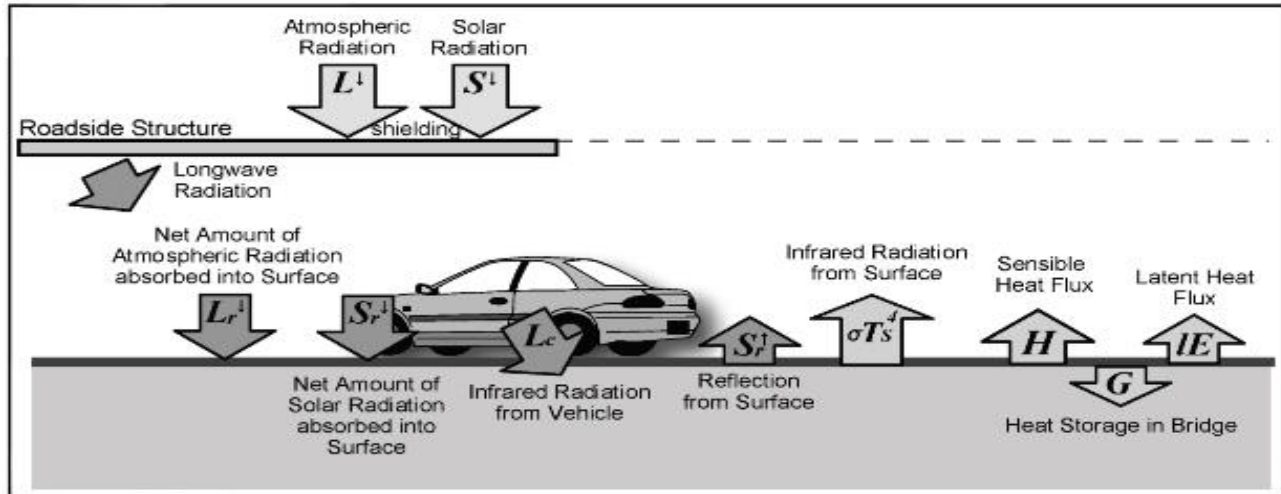 Atmospheric
Radiation
Solar
Radiation
L↓
S↓
Roadside Structure
shielding
Longwave
Radiation
Net Amount of
Atmospheric Radiation
absorbed into Surface
Infrared Radiation
from Surface
Sensible
Heat Flux
Latent Heat
Flux
Lr↓
Sr↓
Lc
Sr↑
σTs⁴
H
lE
G
Net Amount of
Solar Radiation
absorbed into
Surface
Infrared Radiation
from Vehicle
Reflection
from Surface
Heat Storage in Bridge